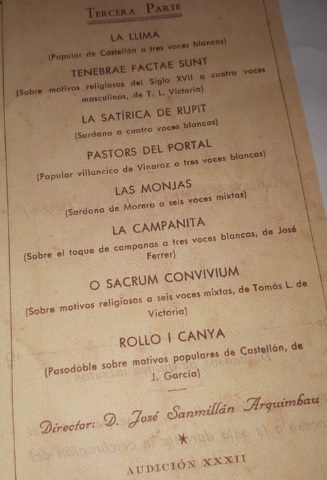 TERCERA PARTE
LA LLIMA
(Popular de Castellón a tres voces blancas)
TENEBRAE FACTAE SUNT
(Sobre motivos religiosos del Siglo XVII a cuatro voces
masculinas, de T. L. Victoria)
LA SATÍRICA DE RUPIT
(Sardana a cuatro voces blancas)
PASTORS DEL PORTAL
(Popular villancico de Vinaroz a tres voces blancas)
LAS MONJAS
(Sardana de Morera a seis voces mixtas)
LA CAMPANITA
(Sobre el toque de campanas a tres voces blancas, de José
Ferrer)
O SACRUM CONVIVIUM
(Sobre motivos religiosos a seis voces mixtas, de Tomás L. de
Victoria)
ROLLO I CANYA
(Pasodoble sobre motivos populares de Castellón, de
J. García)
Director: D. José Sanmillán Arquimbau
AUDICIÓN XXXII